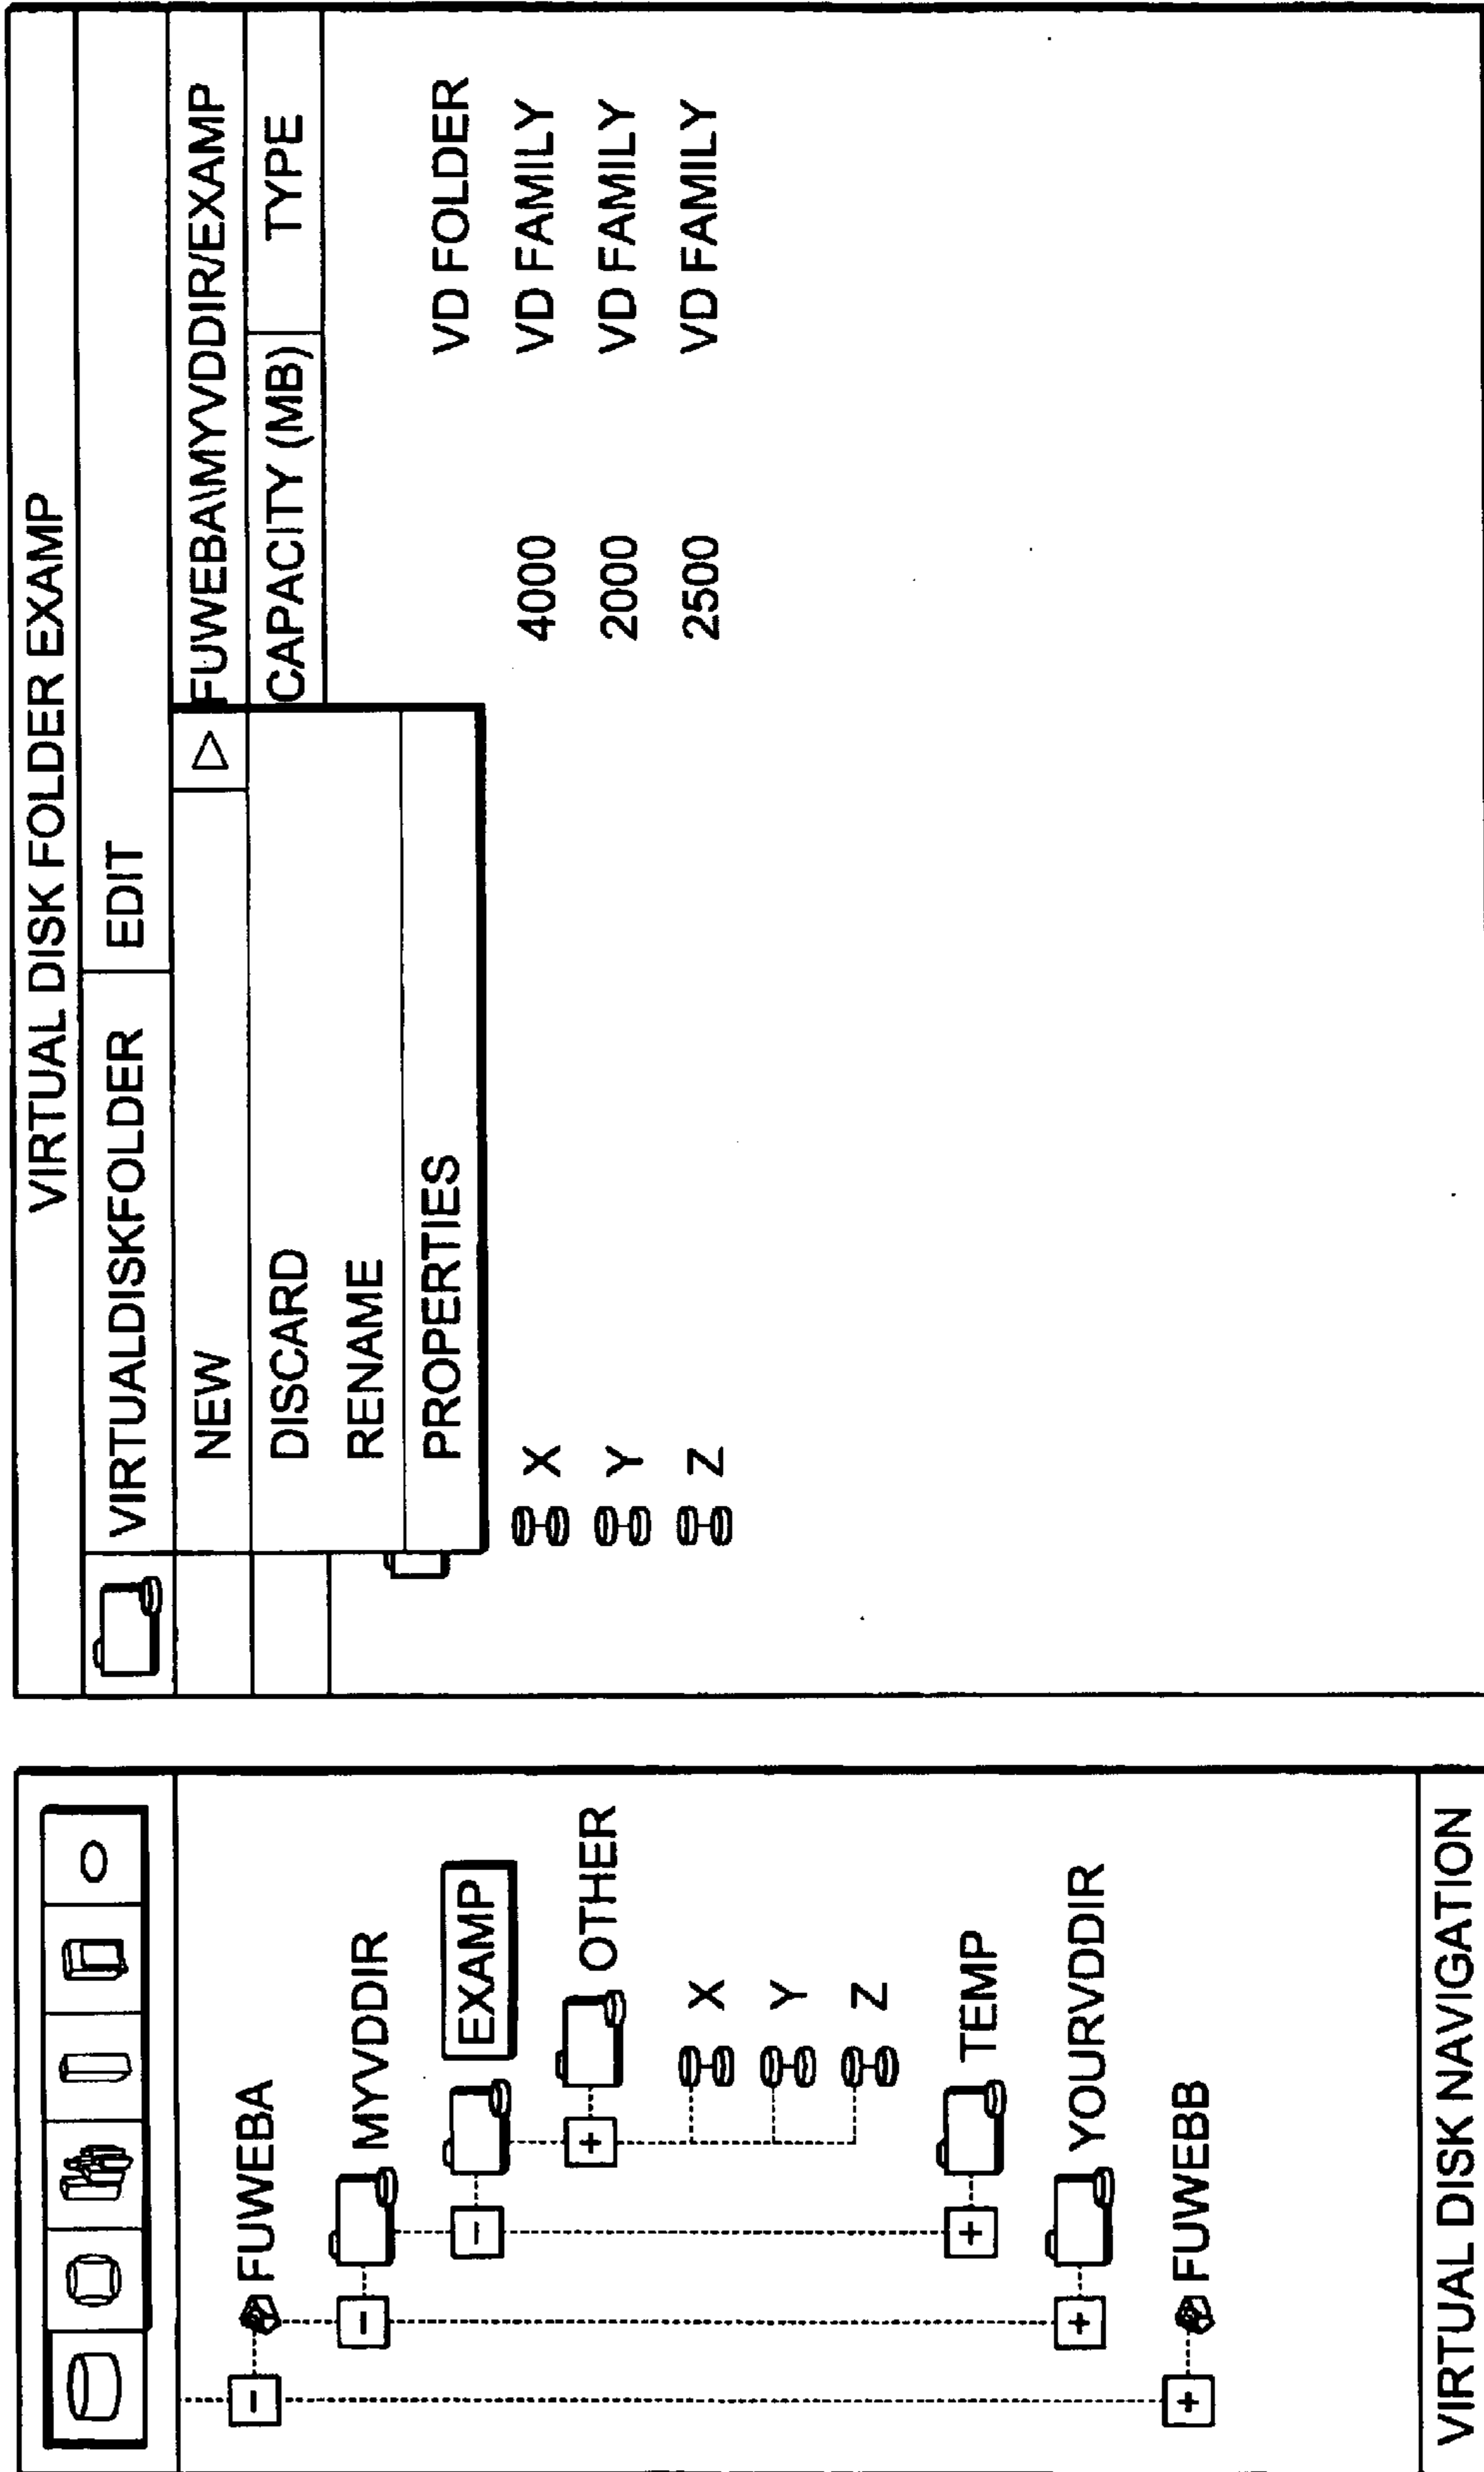 FUWEBA
MYVDDIR
EXAMP
OTHER
X
Y
Z
TEMP
YOURVDDIR
FUWEBB
VIRTUAL DISK NAVIGATION
VIRTUAL DISK FOLDER EXAMP
VIRTUALDISKFOLDER EDIT
NEW ▷ FUWEBA\MYVDDIR/EXAMP
DISCARD CAPACITY (MB) TYPE
RENAME
PROPERTIES VD FOLDER
X 4000 VD FAMILY
Y 2000 VD FAMILY
Z 2500 VD FAMILY